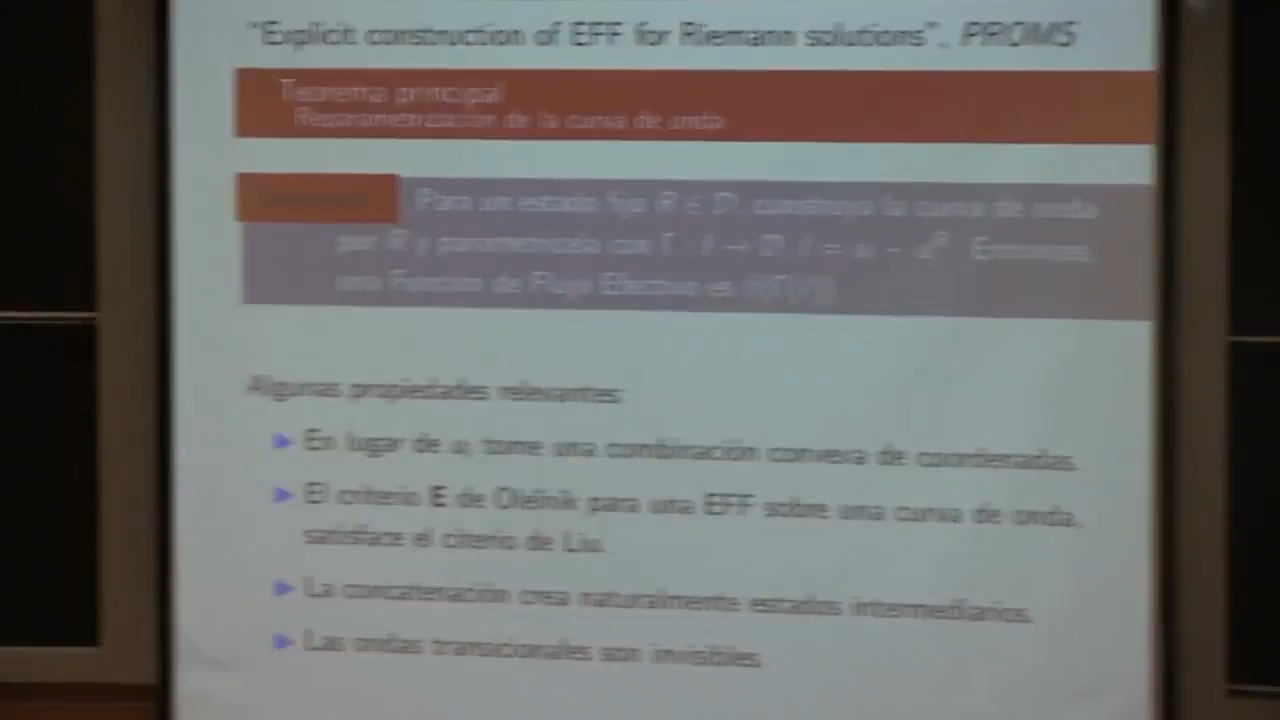 "Explicit construction of EFF for Riemann solutions", PROMS
Teorema principal
Reparametrización de la curva de onda
Para un estado fijo R ∈ D, construya la curva de onda
por R y parametrizada con Γ : I → D, Entonces,
una Función de Flujo Efectivo es
Algunas propiedades relevantes:
En lugar de u, tome una combinación convexa de coordenadas.
El criterio E de Oleĭnik para una EFF sobre una curva de onda,
satisface el citerio de Liu.
La concatenación crea naturalmente estados intermediarios.
Las ondas transicionales son invisibles